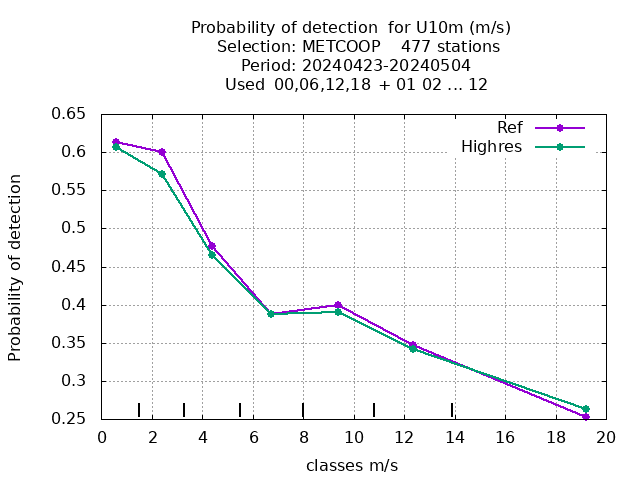 Probability of detection  for U10m (m/s)
Selection: METCOOP    477 stations
Period: 20240423-20240504
Used  00,06,12,18 + 01 02 ... 12
Ref
Highres
Probability of detection
0.65
0.6
0.55
0.5
0.45
0.4
0.35
0.3
0.25
0 2 4 6 8 10 12 14 16 18 20
classes m/s